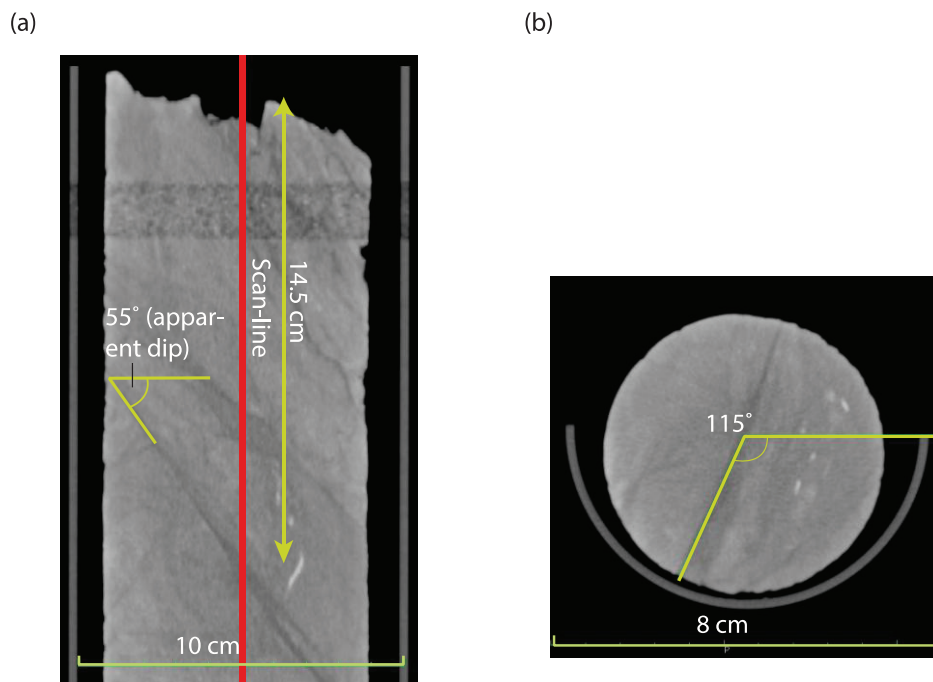 (a)
(b)
Scan-line
14.5 cm
55˚ (appar-
ent dip)
115˚
10 cm
8 cm
P